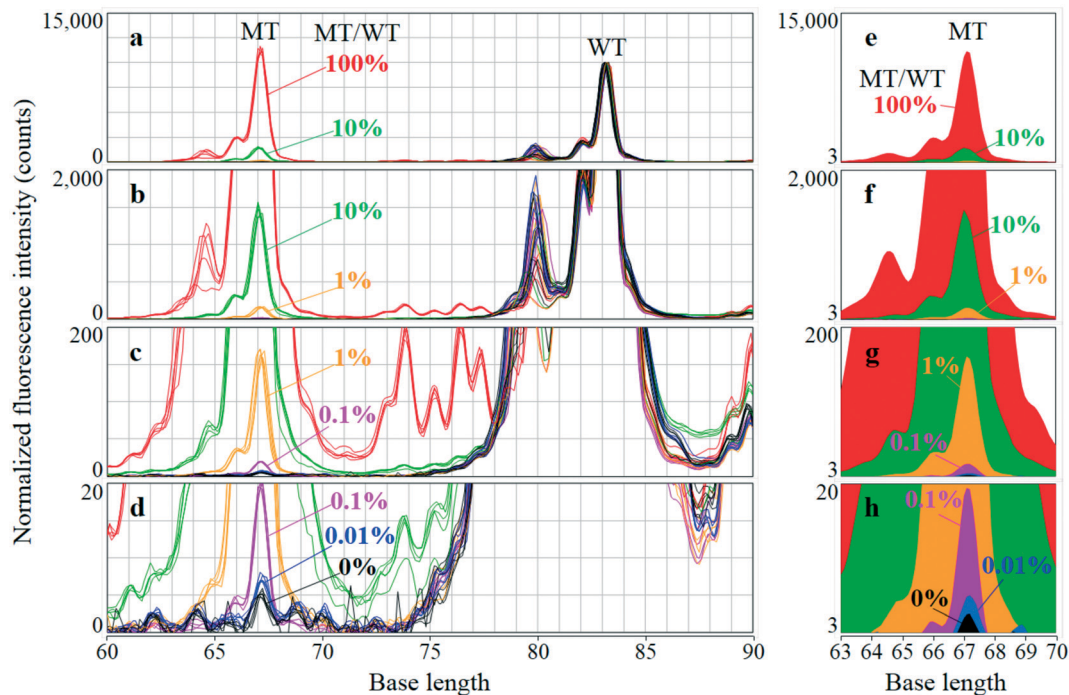 Normalized fluorescence intensity (counts)
15,000
a
MT
MT/WT
100%
10%
WT
0
2,000
b
10%
1%
0
200
c
1%
0.1%
0
20
d
0.1%
0.01%
0%
0
60 65 70 75 80 85 90
Base length
15,000
e
MT
MT/WT
100%
10%
3
2,000
f
10%
1%
3
200
g
1%
0.1%
3
20
h
0.1%
0.01%
0%
3
63 64 65 66 67 68 69 70
Base length